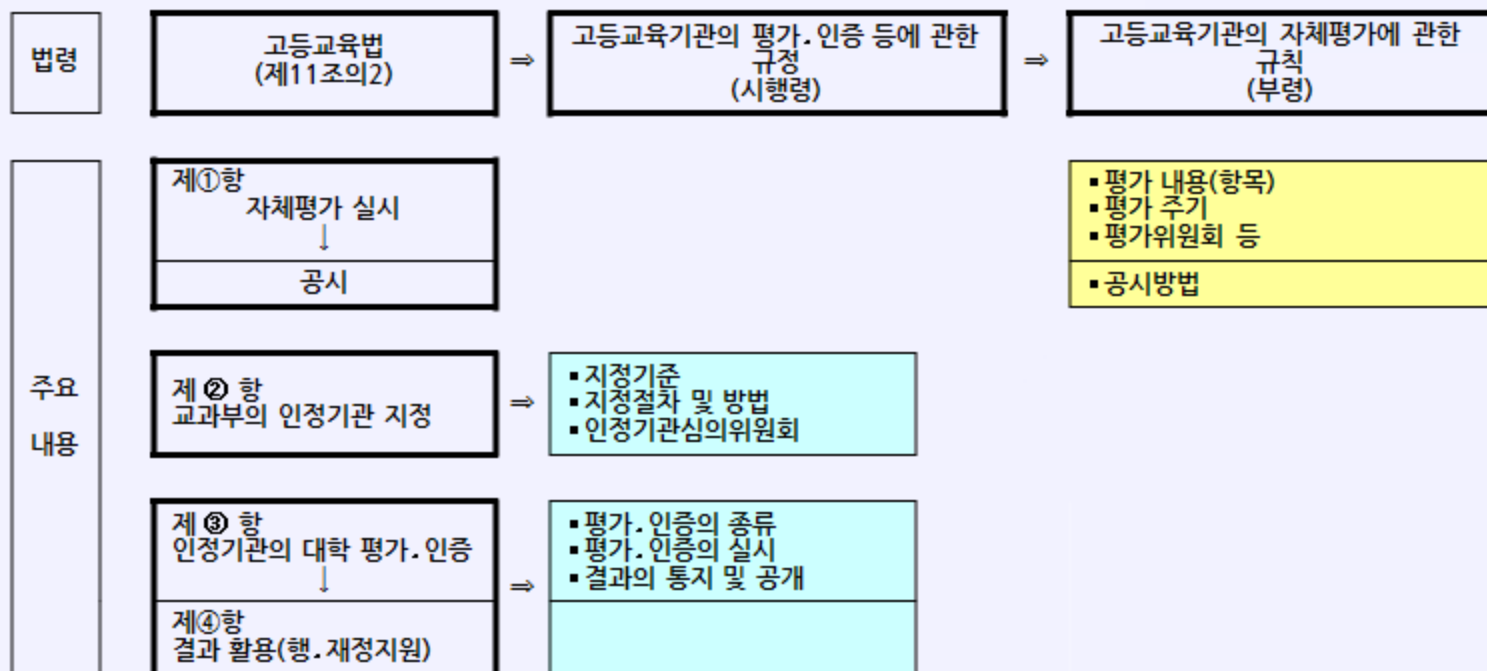 법령
고등교육법
(제11조의2)
⇒
고등교육기관의 평가.인증 등에 관한
규정
(시행령)
⇒
고등교육기관의 자체평가에 관한
규칙
(부령)
주요
내용
제①항
자체평가 실시
↓
공시
▪평가 내용(항목)
▪평가 주기
▪평가위원회 등
▪공시방법
제 ② 항
교과부의 인정기관 지정
⇒
▪지정기준
▪지정절차 및 방법
▪인정기관심의위원회
제 ③ 항
인정기관의 대학 평가.인증
↓
⇒
▪평가.인증의 종류
▪평가.인증의 실시
▪결과의 통지 및 공개
제④항
결과 활용(행.재정지원)